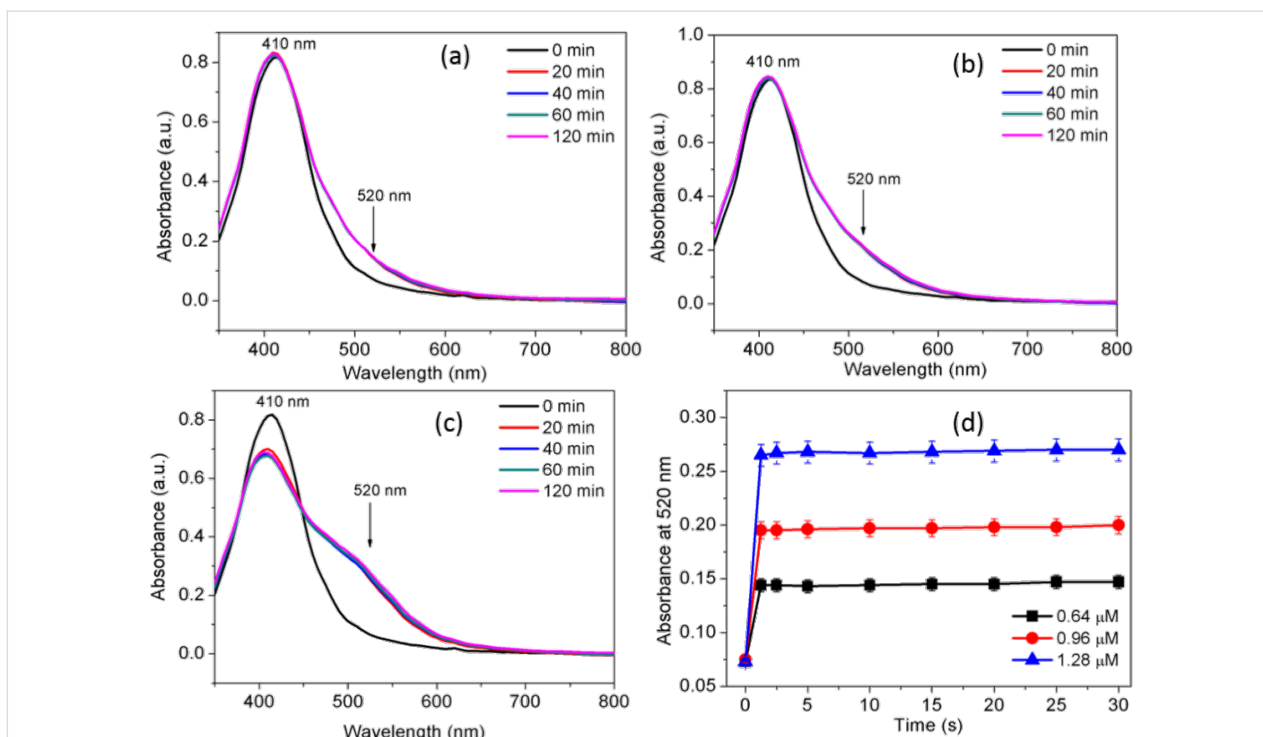 (a)
410 nm
520 nm
0 min
20 min
40 min
60 min
120 min
Absorbance (a.u.)
0.8
0.6
0.4
0.2
0.0
400 500 600 700 800
Wavelength (nm)
(b)
410 nm
520 nm
0 min
20 min
40 min
60 min
120 min
Absorbance (a.u.)
1.0
0.8
0.6
0.4
0.2
0.0
400 500 600 700 800
Wavelength (nm)
(c)
410 nm
520 nm
0 min
20 min
40 min
60 min
120 min
Absorbance (a.u.)
0.8
0.6
0.4
0.2
0.0
400 500 600 700 800
Wavelength (nm)
(d)
Absorbance at 520 nm
0.30
0.25
0.20
0.15
0.10
0.05
0.64 μM
0.96 μM
1.28 μM
0 5 10 15 20 25 30
Time (s)